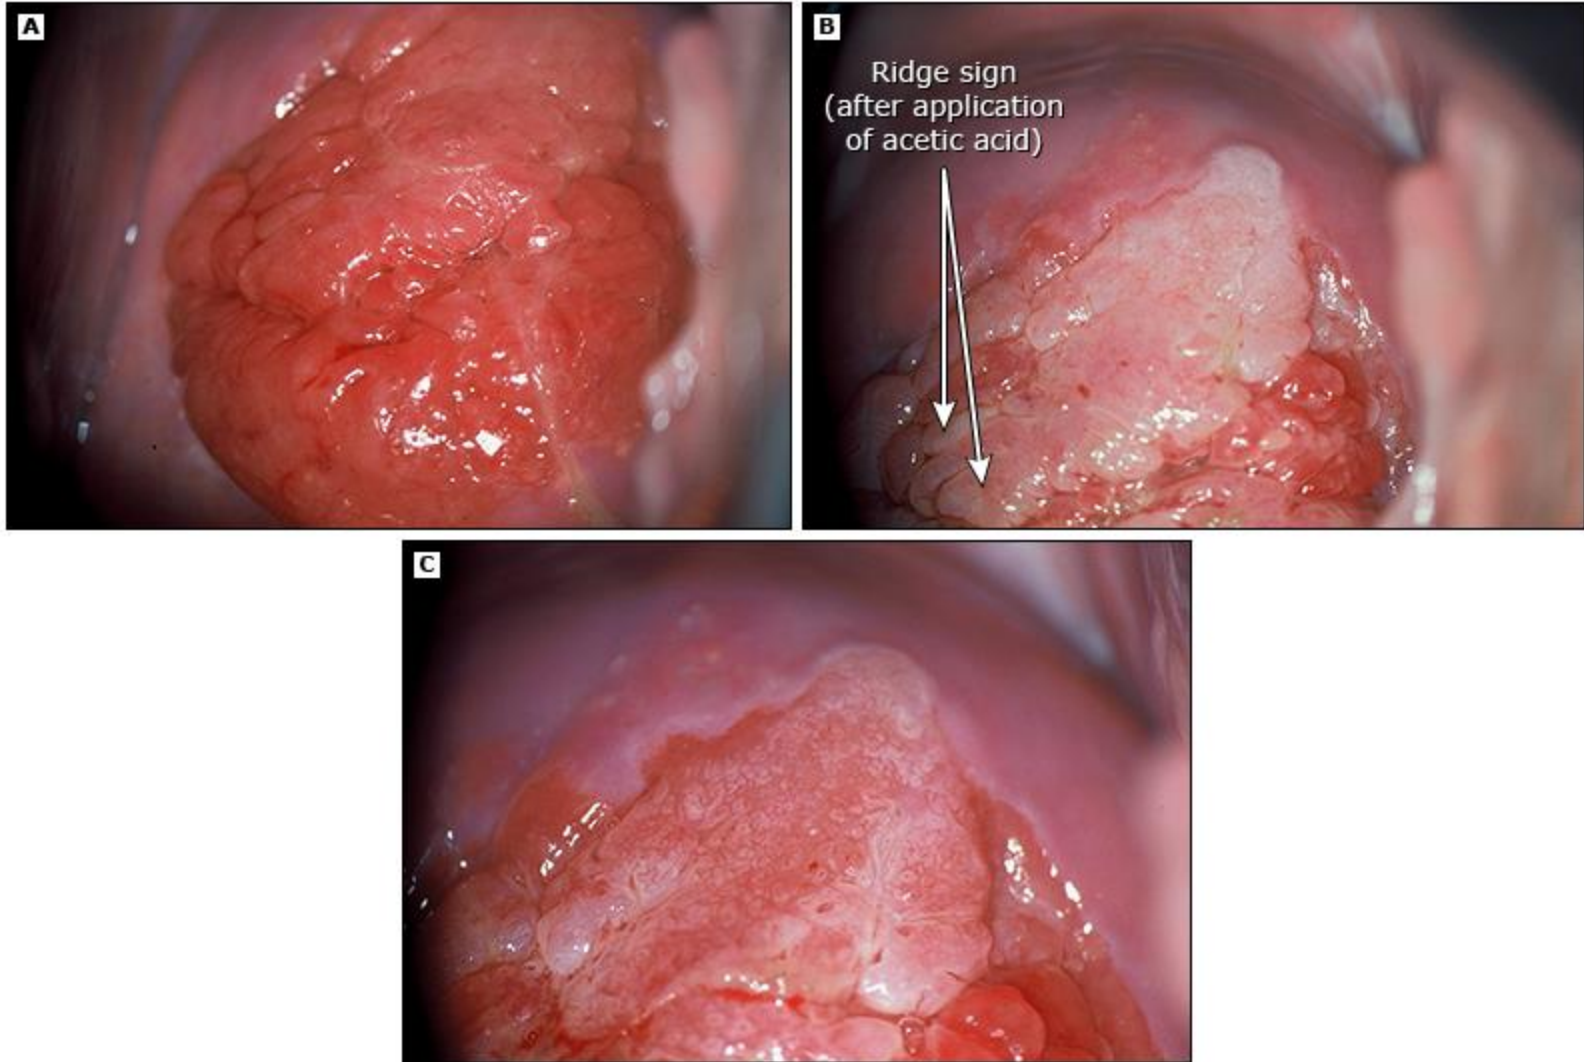 A
B
Ridge sign
(after application
of acetic acid)
C